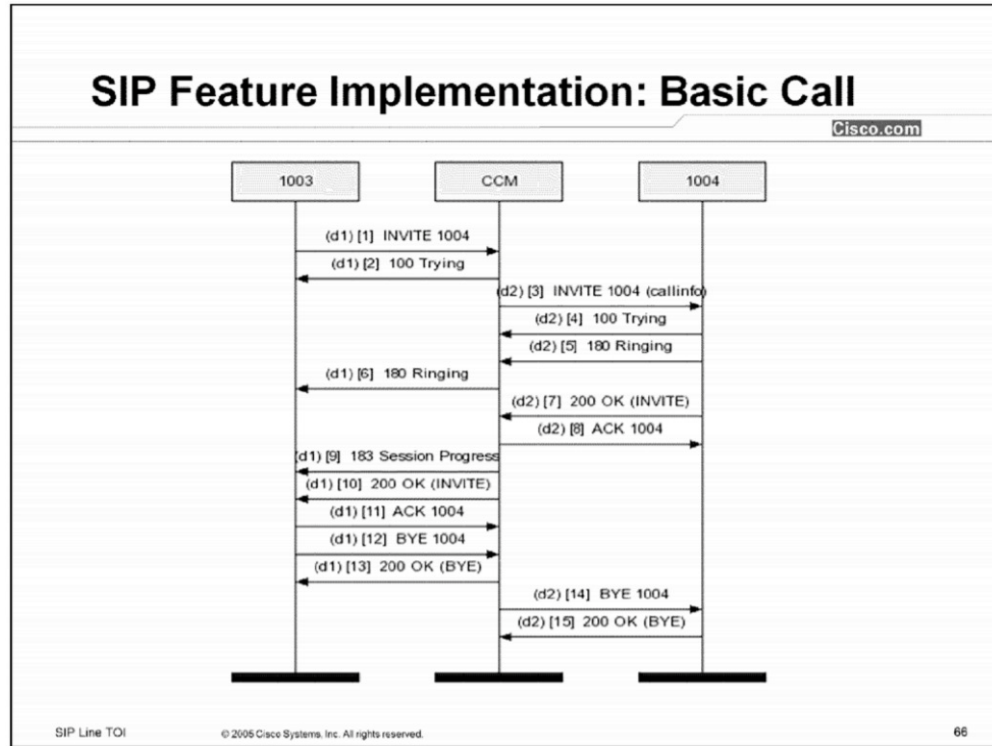 SIP Feature Implementation: Basic Call
Cisco.com
1003 CCM 1004
(d1) [1] INVITE 1004
(d1) [2] 100 Trying
(d2) [3] INVITE 1004 (callinfo)
(d2) [4] 100 Trying
(d2) [5] 180 Ringing
(d1) [6] 180 Ringing
(d2) [7] 200 OK (INVITE)
(d2) [8] ACK 1004
(d1) [9] 183 Session Progress
(d1) [10] 200 OK (INVITE)
(d1) [11] ACK 1004
(d1) [12] BYE 1004
(d1) [13] 200 OK (BYE)
(d2) [14] BYE 1004
(d2) [15] 200 OK (BYE)
SIP Line TOI © 2005 Cisco Systems, Inc. All rights reserved. 66